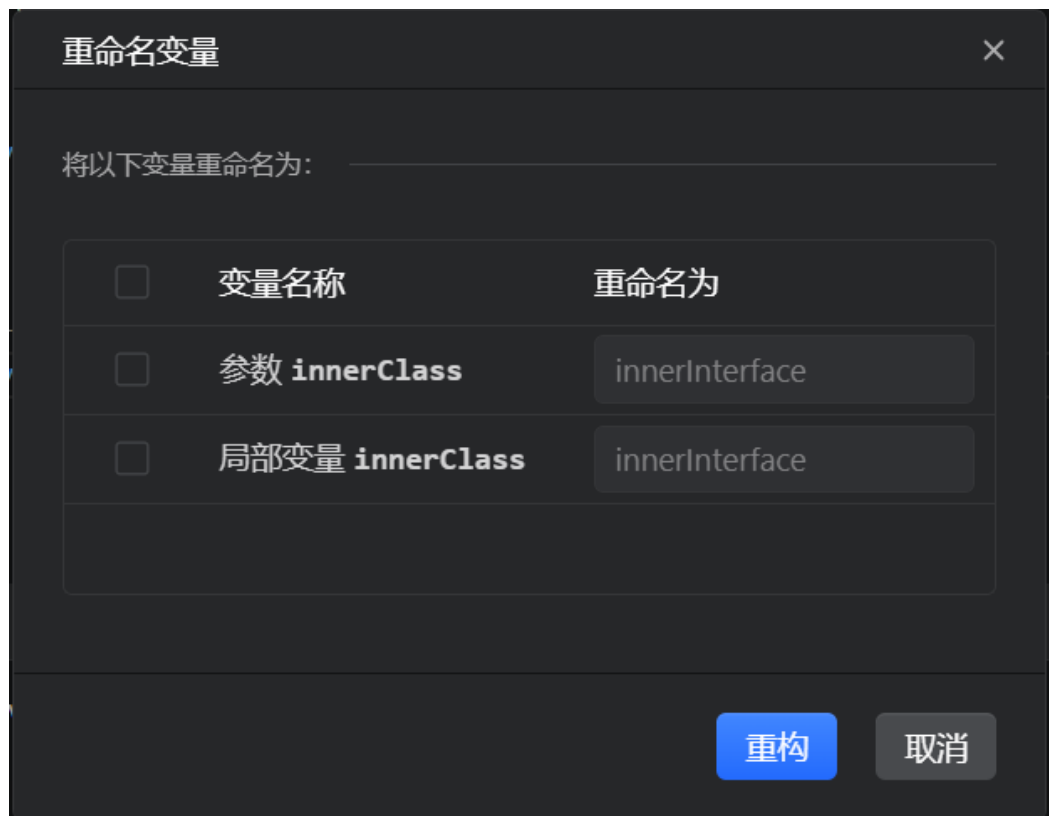 重命名变量
将以下变量重命名为：
变量名称 重命名为
参数 innerClass innerInterface
局部变量 innerClass innerInterface
重构 取消